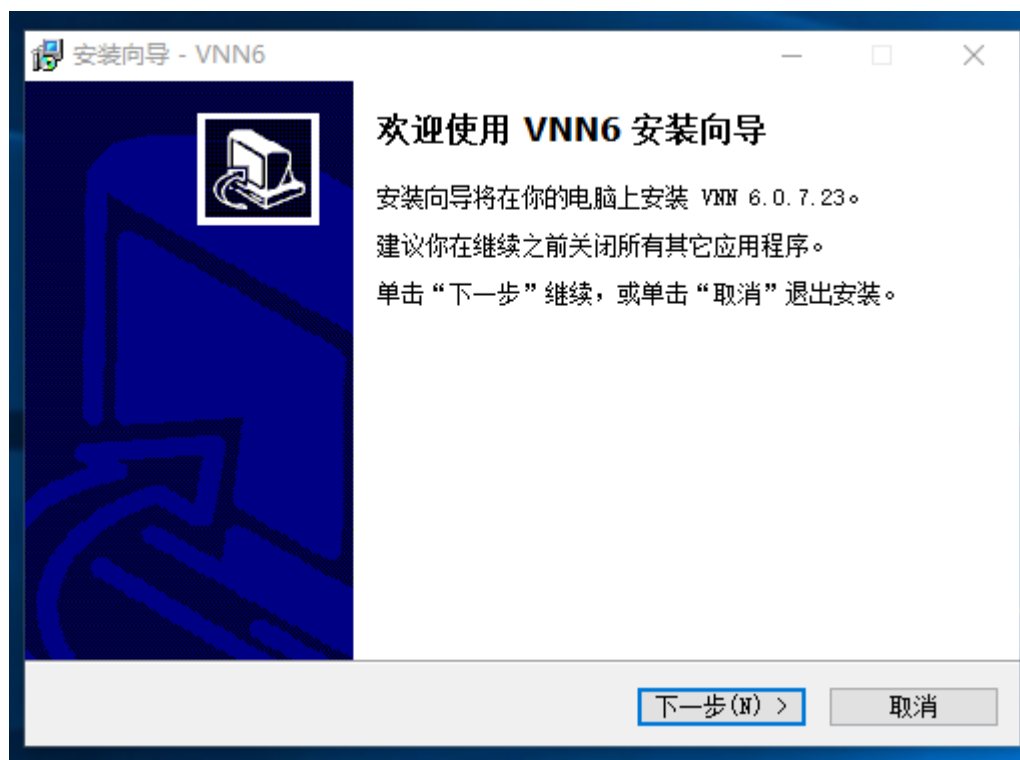 安装向导 - VNN6
欢迎使用 VNN6 安装向导
安装向导将在你的电脑上安装 VNN 6.0.7.23。
建议你在继续之前关闭所有其它应用程序。
单击“下一步”继续，或单击“取消”退出安装。
下一步(N) >
取消